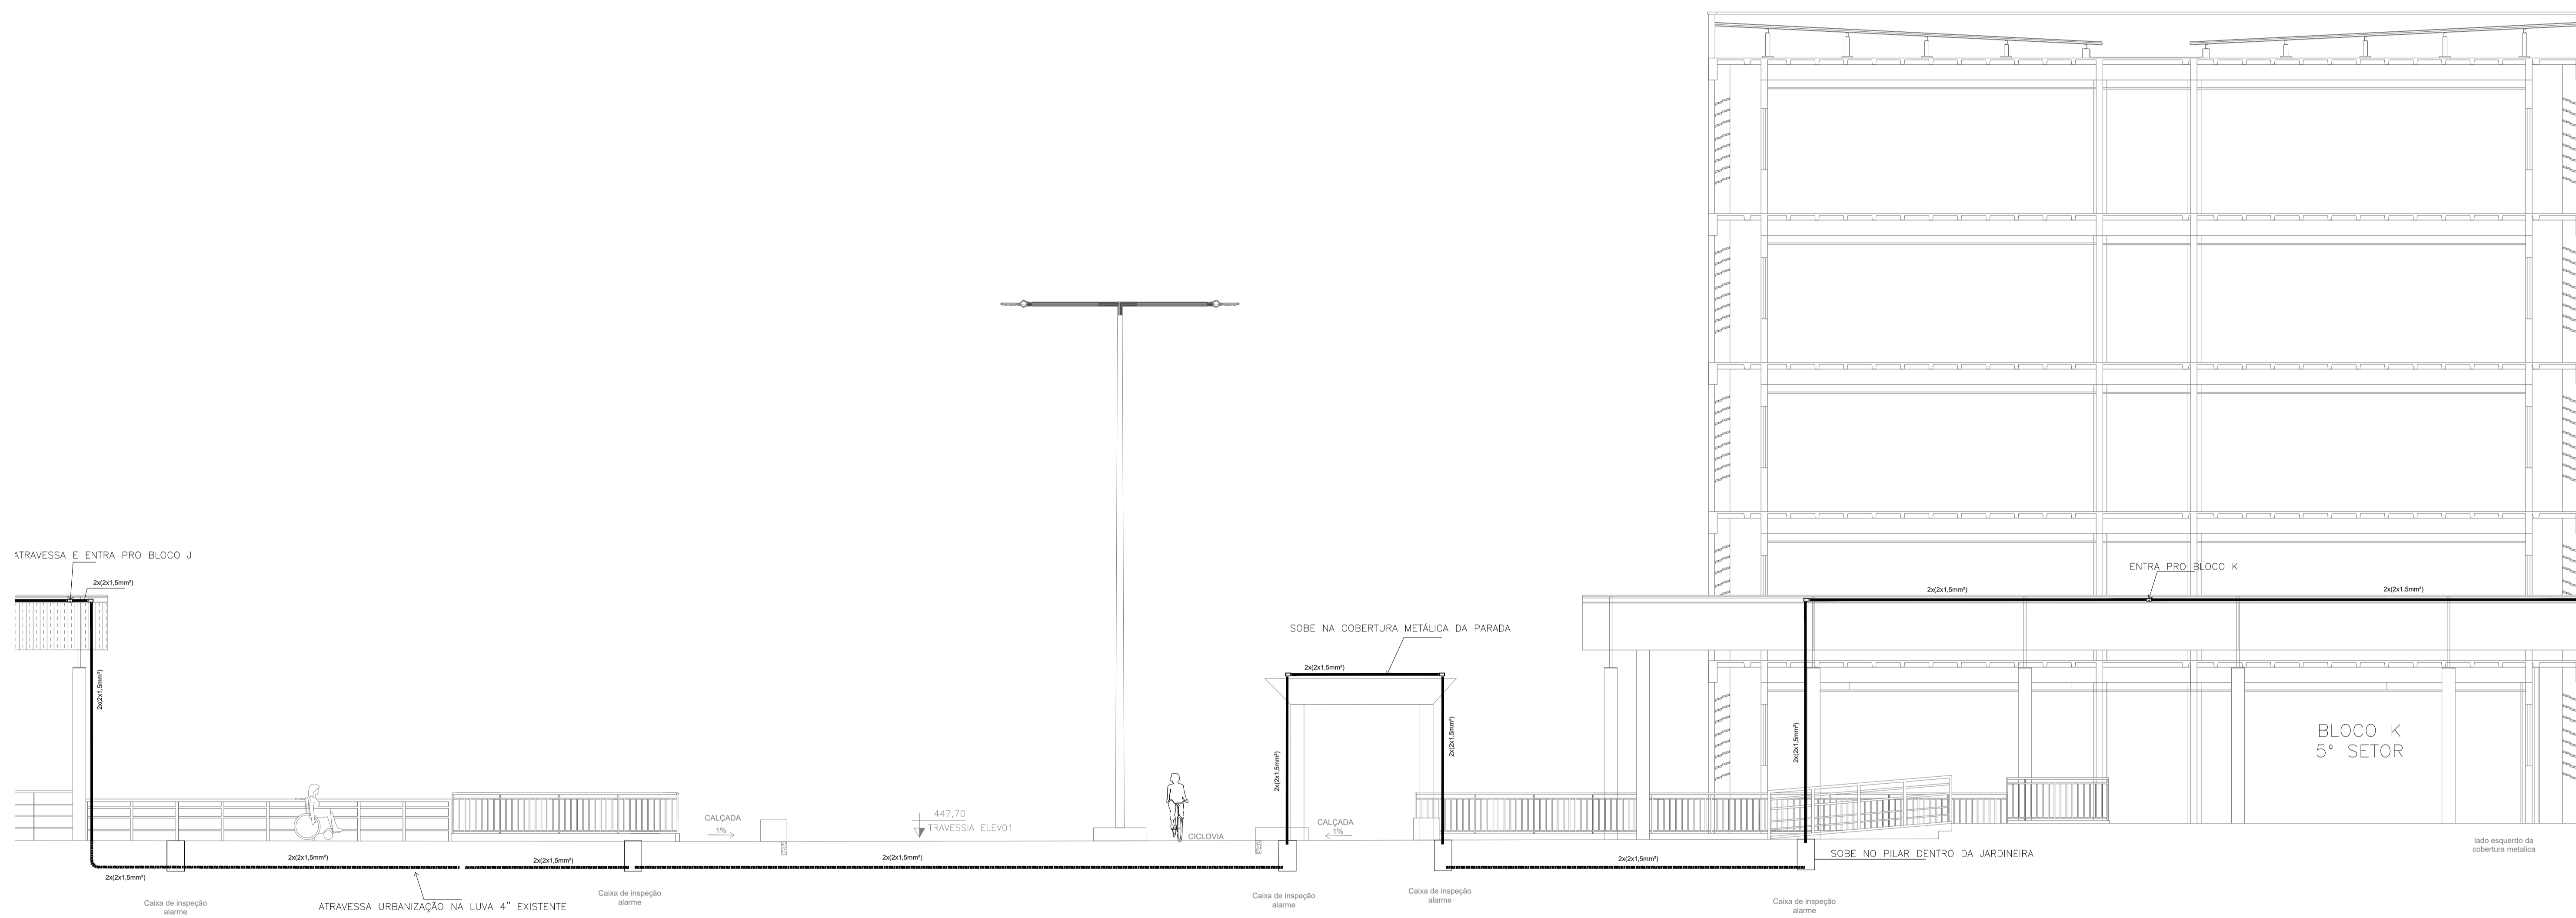 ATRAVESSA E ENTRA PRO BLOCO J
2x(2x1,5mm²)
2x(2x1,5mm²)
2x(2x1,5mm²)
Caixa de inspeção
alarme
2x(2x1,5mm²)
ATRAVESSA URBANIZAÇÃO NA LUVA 4" EXISTENTE
2x(2x1,5mm²)
Caixa de inspeção
alarme
CALÇADA
1%
447,70
TRAVESSIA ELEV01
2x(2x1,5mm²)
CICLOVIA
SOBE NA COBERTURA METÁLICA DA PARADA
2x(2x1,5mm²)
2x(2x1,5mm²)
2x(2x1,5mm²)
CALÇADA
1%
Caixa de inspeção
alarme
Caixa de inspeção
alarme
2x(2x1,5mm²)
2x(2x1,5mm²)
SOBE NO PILAR DENTRO DA JARDINEIRA
Caixa de inspeção
alarme
ENTRA PRO BLOCO K
2x(2x1,5mm²)
2x(2x1,5mm²)
BLOCO K
5º SETOR
lado esquerdo da
cobertura metalica